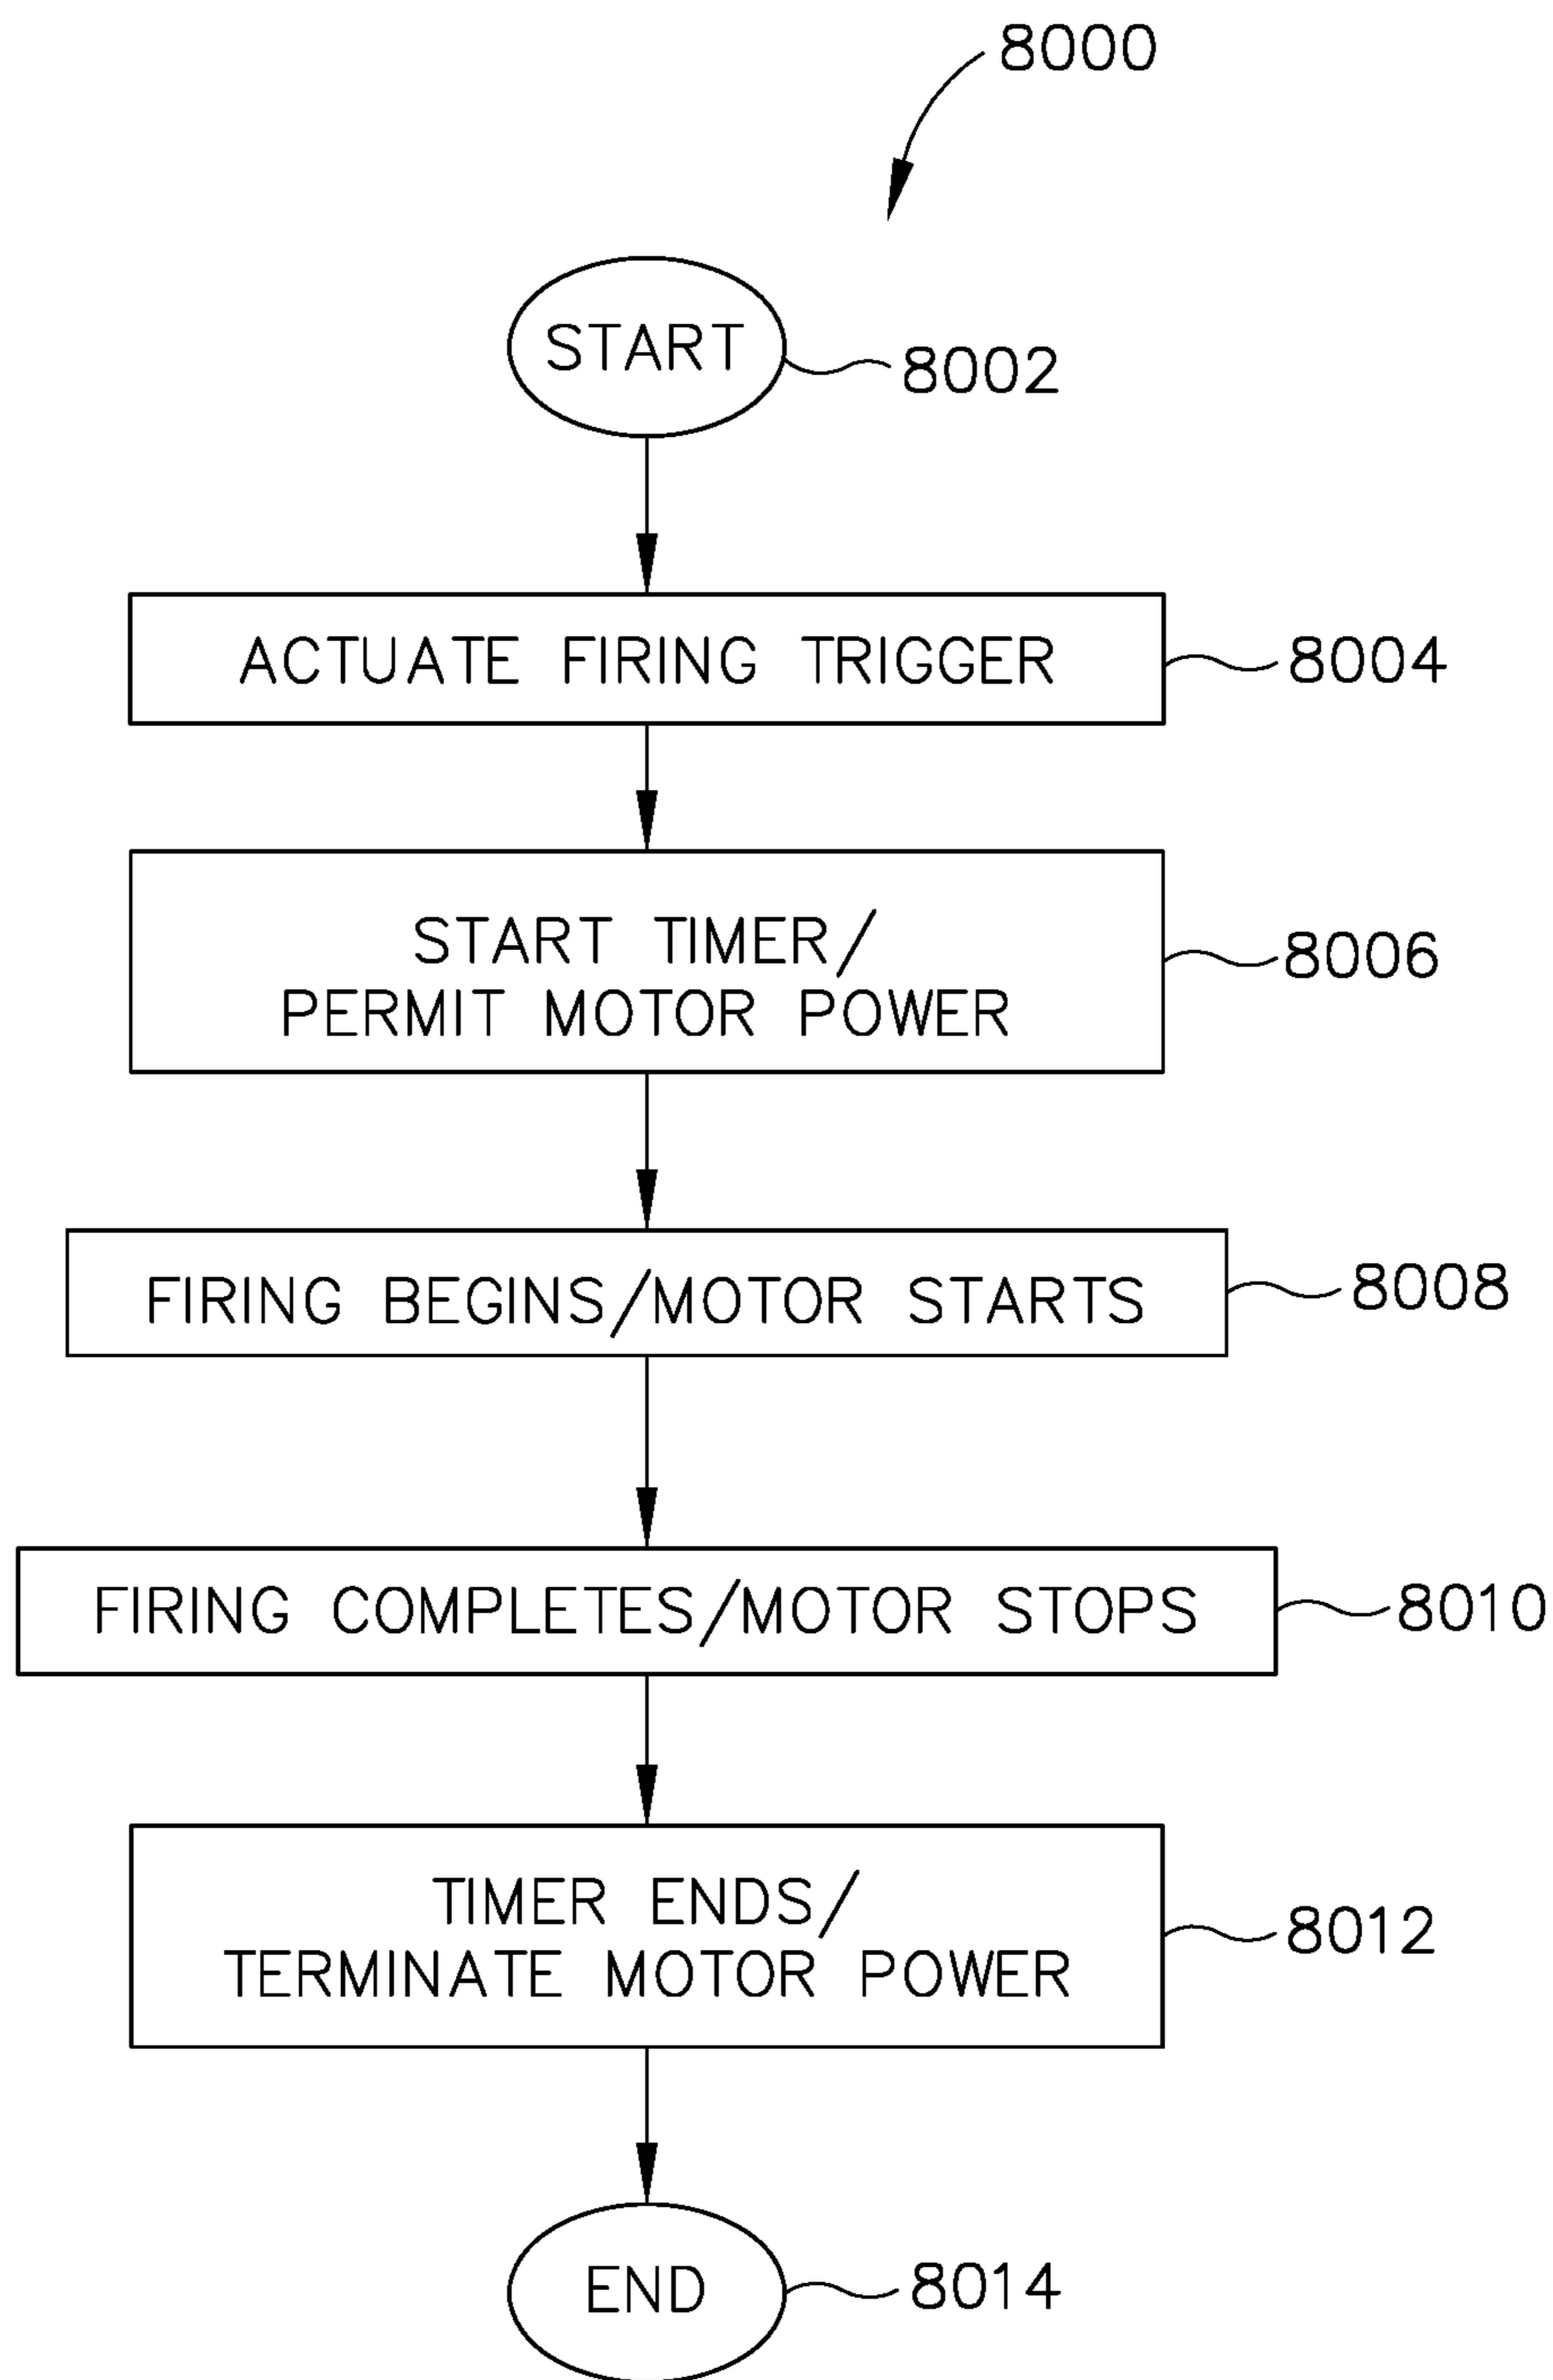 8000
START
8002
ACTUATE FIRING TRIGGER
8004
START TIMER/
PERMIT MOTOR POWER
8006
FIRING BEGINS/MOTOR STARTS
8008
FIRING COMPLETES/MOTOR STOPS
8010
TIMER ENDS/
TERMINATE MOTOR POWER
8012
END
8014